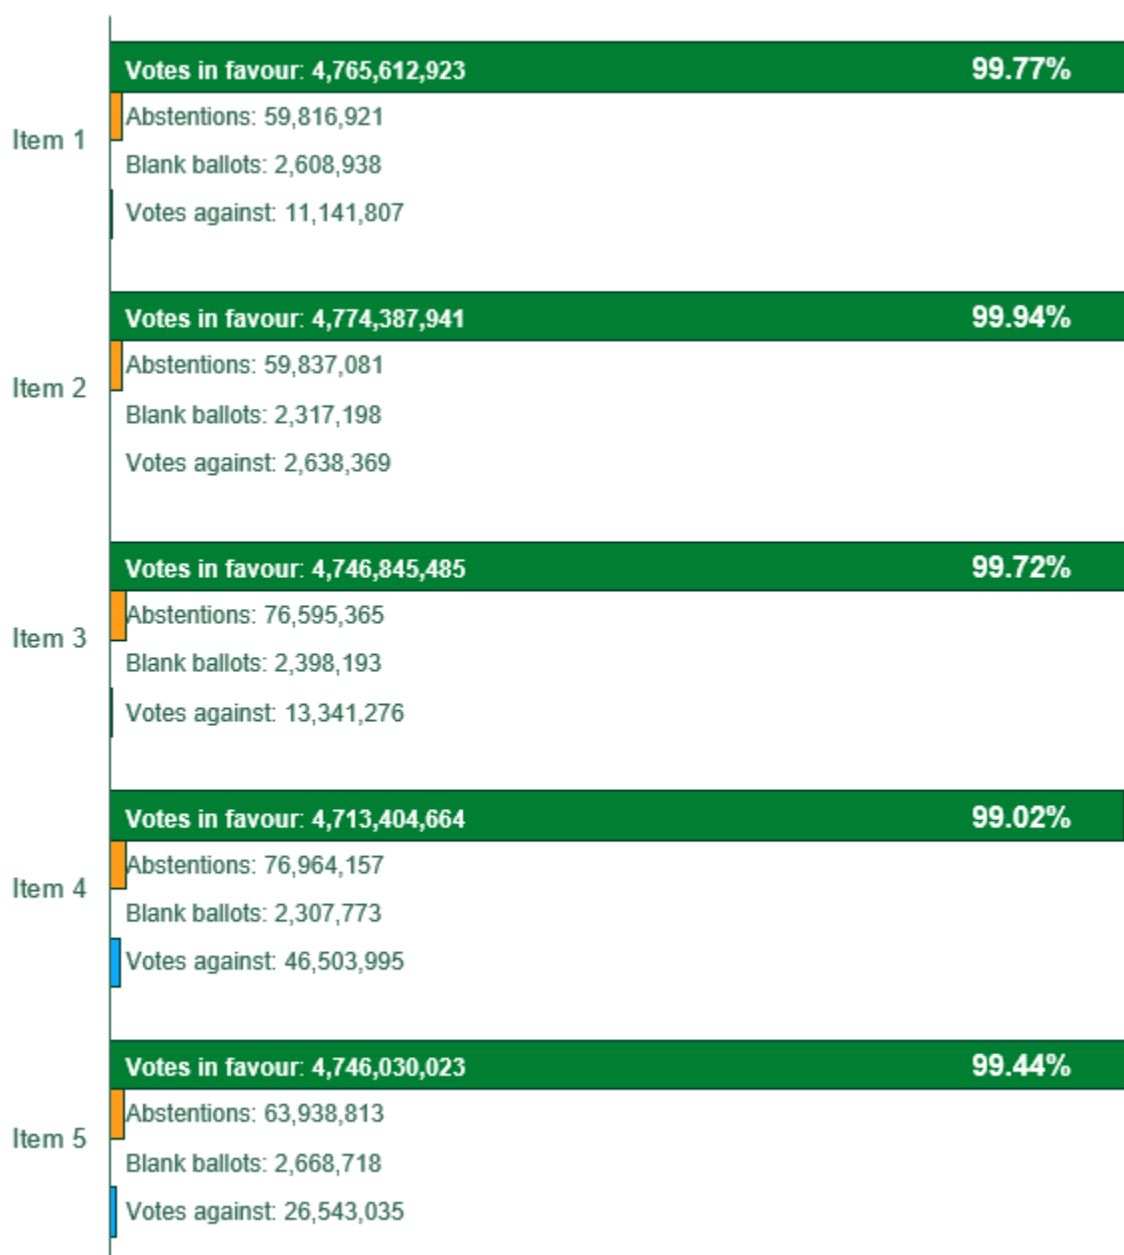 Votes in favour: 4,765,612,923 99.77%
Abstentions: 59,816,921
Item 1
Blank ballots: 2,608,938
Votes against: 11,141,807
Votes in favour: 4,774,387,941 99.94%
Abstentions: 59,837,081
Item 2
Blank ballots: 2,317,198
Votes against: 2,638,369
Votes in favour: 4,746,845,485 99.72%
Abstentions: 76,595,365
Item 3
Blank ballots: 2,398,193
Votes against: 13,341,276
Votes in favour: 4,713,404,664 99.02%
Abstentions: 76,964,157
Item 4
Blank ballots: 2,307,773
Votes against: 46,503,995
Votes in favour: 4,746,030,023 99.44%
Abstentions: 63,938,813
Item 5
Blank ballots: 2,668,718
Votes against: 26,543,035